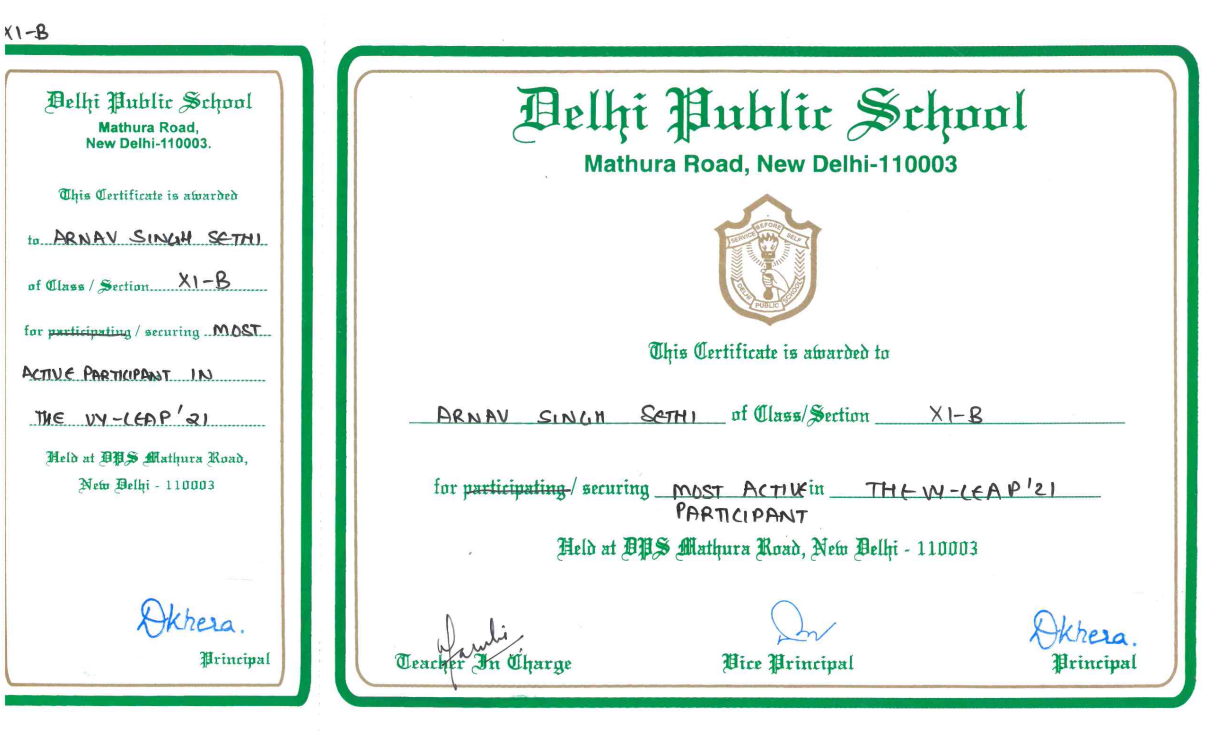 XI-B
Delhi Public School
Mathura Road,
New Delhi-110003.
This Certificate is awarded
to ARNAV SINGH SETHI
of Class / Section XI-B
for participating / securing MOST
ACTIVE PARTICIPANT IN
THE VY-LEAP '21
Held at DPS Mathura Road,
New Delhi - 110003
Dkhera.
Principal
Delhi Public School
Mathura Road, New Delhi-110003
SERVICE BEFORE SELF
DELHI PUBLIC SCHOOL
This Certificate is awarded to
ARNAV SINGH SETHI of Class/Section XI-B
for participating / securing MOST ACTIVE in THE VY-LEAP '21
PARTICIPANT
Held at DPS Mathura Road, New Delhi - 110003
Dkhera.
Teacher In Charge Vice Principal Principal